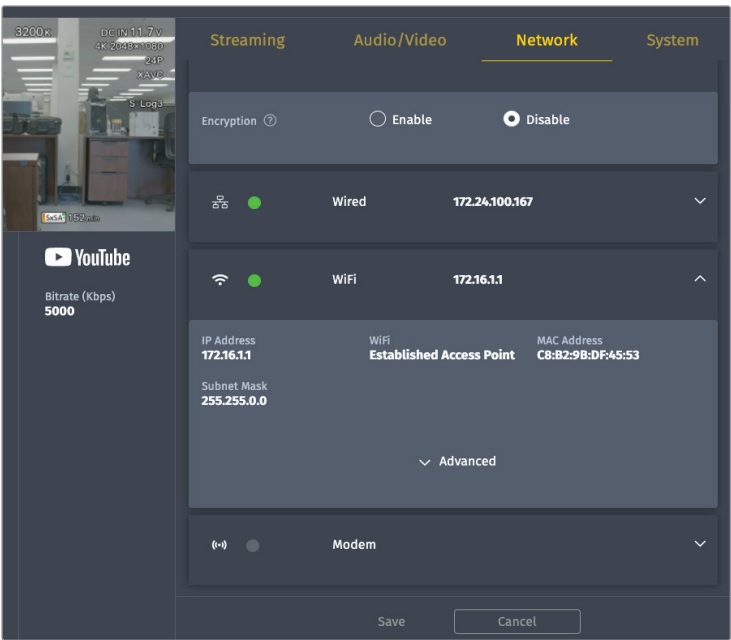 3200K DC IN 11.7V
4K 2048×1080
24P
XAVC
S Log3
152min
YouTube
Bitrate (Kbps)
5000
Streaming Audio/Video Network System
Encryption ? Enable Disable
Wired 172.24.100.167
WiFi 172.16.1.1
IP Address WiFi MAC Address
172.16.1.1 Established Access Point C8:B2:9B:DF:45:53
Subnet Mask
255.255.0.0
Advanced
Modem
Save Cancel